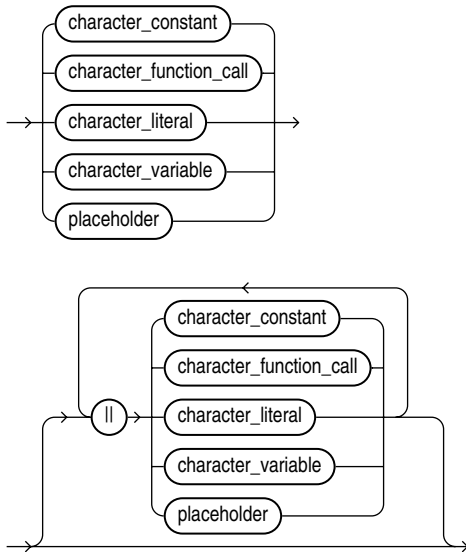 character_constant
character_function_call
character_literal
character_variable
placeholder
character_constant
character_function_call
|| character_literal
character_variable
placeholder